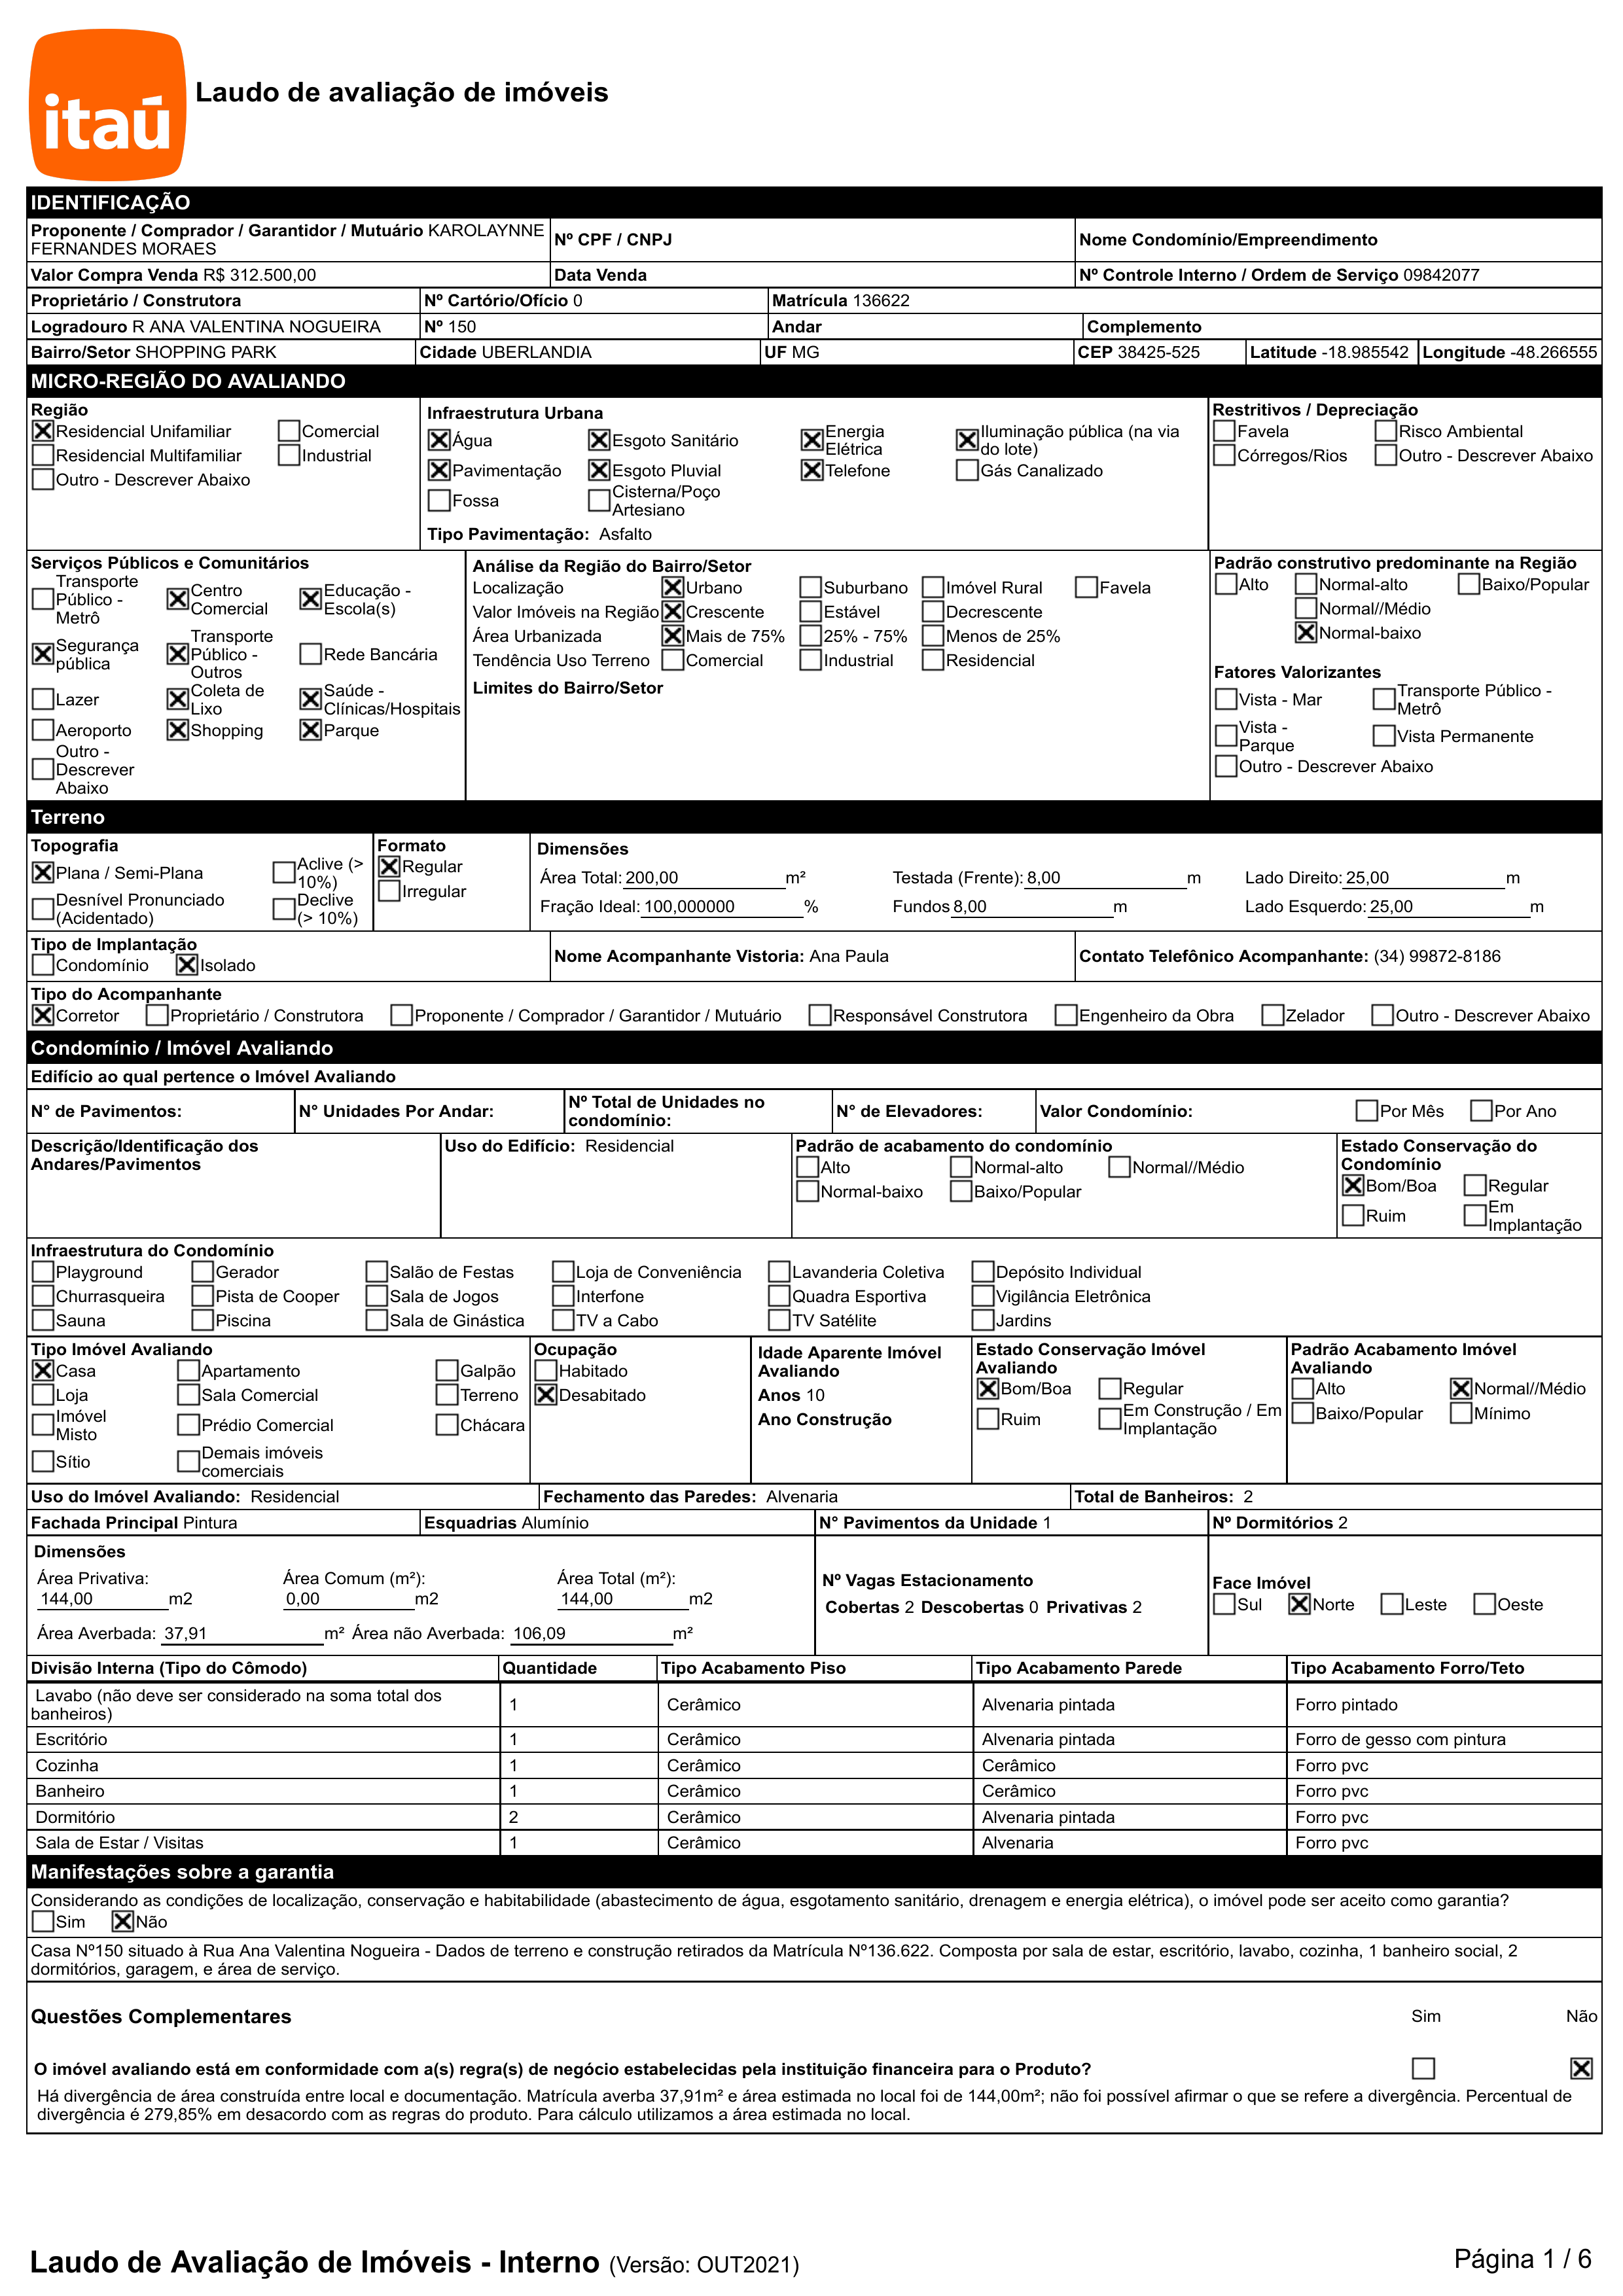 itaú
Laudo de avaliação de imóveis
IDENTIFICAÇÃO
Proponente / Comprador / Garantidor / Mutuário KAROLAYNNE
FERNANDES MORAES
Nº CPF / CNPJ
Nome Condomínio/Empreendimento
Valor Compra Venda R$ 312.500,00
Data Venda
Nº Controle Interno / Ordem de Serviço 09842077
Proprietário / Construtora
Nº Cartório/Ofício 0
Matrícula 136622
Logradouro R ANA VALENTINA NOGUEIRA
Nº 150
Andar
Complemento
Bairro/Setor SHOPPING PARK
Cidade UBERLANDIA
UF MG
CEP 38425-525
Latitude -18.985542
Longitude -48.266555
MICRO-REGIÃO DO AVALIANDO
Região
Residencial Unifamiliar
Comercial
Residencial Multifamiliar
Industrial
Outro - Descrever Abaixo
Infraestrutura Urbana
Água
Esgoto Sanitário
Energia
Elétrica
Iluminação pública (na via
do lote)
Pavimentação
Esgoto Pluvial
Telefone
Gás Canalizado
Fossa
Cisterna/Poço
Artesiano
Tipo Pavimentação: Asfalto
Restritivos / Depreciação
Favela
Risco Ambiental
Córregos/Rios
Outro - Descrever Abaixo
Serviços Públicos e Comunitários
Transporte
Público -
Metrô
Centro
Comercial
Educação -
Escola(s)
Segurança
pública
Transporte
Público -
Outros
Rede Bancária
Lazer
Coleta de
Lixo
Saúde -
Clínicas/Hospitais
Aeroporto
Shopping
Parque
Outro -
Descrever
Abaixo
Análise da Região do Bairro/Setor
Localização
Urbano
Suburbano
Imóvel Rural
Favela
Valor Imóveis na Região
Crescente
Estável
Decrescente
Área Urbanizada
Mais de 75%
25% - 75%
Menos de 25%
Tendência Uso Terreno
Comercial
Industrial
Residencial
Limites do Bairro/Setor
Padrão construtivo predominante na Região
Alto
Normal-alto
Baixo/Popular
Normal//Médio
Normal-baixo
Fatores Valorizantes
Vista - Mar
Transporte Público -
Metrô
Vista -
Parque
Vista Permanente
Outro - Descrever Abaixo
Terreno
Topografia
Plana / Semi-Plana
Aclive (>
10%)
Desnível Pronunciado
(Acidentado)
Declive
(> 10%)
Formato
Regular
Irregular
Dimensões
Área Total: 200,00 m²
Testada (Frente): 8,00 m
Lado Direito: 25,00 m
Fração Ideal: 100,000000 %
Fundos 8,00 m
Lado Esquerdo: 25,00 m
Tipo de Implantação
Condomínio
Isolado
Nome Acompanhante Vistoria: Ana Paula
Contato Telefônico Acompanhante: (34) 99872-8186
Tipo do Acompanhante
Corretor
Proprietário / Construtora
Proponente / Comprador / Garantidor / Mutuário
Responsável Construtora
Engenheiro da Obra
Zelador
Outro - Descrever Abaixo
Condomínio / Imóvel Avaliando
Edifício ao qual pertence o Imóvel Avaliando
N° de Pavimentos:
N° Unidades Por Andar:
Nº Total de Unidades no
condomínio:
N° de Elevadores:
Valor Condomínio:
Por Mês
Por Ano
Descrição/Identificação dos
Andares/Pavimentos
Uso do Edifício: Residencial
Padrão de acabamento do condomínio
Alto
Normal-alto
Normal//Médio
Normal-baixo
Baixo/Popular
Estado Conservação do
Condomínio
Bom/Boa
Regular
Ruim
Em
Implantação
Infraestrutura do Condomínio
Playground
Gerador
Salão de Festas
Loja de Conveniência
Lavanderia Coletiva
Depósito Individual
Churrasqueira
Pista de Cooper
Sala de Jogos
Interfone
Quadra Esportiva
Vigilância Eletrônica
Sauna
Piscina
Sala de Ginástica
TV a Cabo
TV Satélite
Jardins
Tipo Imóvel Avaliando
Casa
Apartamento
Galpão
Loja
Sala Comercial
Terreno
Imóvel
Misto
Prédio Comercial
Chácara
Sítio
Demais imóveis
comerciais
Ocupação
Habitado
Desabitado
Idade Aparente Imóvel
Avaliando
Anos 10
Ano Construção
Estado Conservação Imóvel
Avaliando
Bom/Boa
Regular
Ruim
Em Construção / Em
Implantação
Padrão Acabamento Imóvel
Avaliando
Alto
Normal//Médio
Baixo/Popular
Mínimo
Uso do Imóvel Avaliando: Residencial
Fechamento das Paredes: Alvenaria
Total de Banheiros: 2
Fachada Principal Pintura
Esquadrias Alumínio
N° Pavimentos da Unidade 1
Nº Dormitórios 2
Dimensões
Área Privativa:
144,00 m2
Área Comum (m²):
0,00 m2
Área Total (m²):
144,00 m2
Área Averbada: 37,91 m² Área não Averbada: 106,09 m²
Nº Vagas Estacionamento
Cobertas 2 Descobertas 0 Privativas 2
Face Imóvel
Sul
Norte
Leste
Oeste
Divisão Interna (Tipo do Cômodo) Quantidade Tipo Acabamento Piso Tipo Acabamento Parede Tipo Acabamento Forro/Teto
Lavabo (não deve ser considerado na soma total dos
banheiros) 1 Cerâmico Alvenaria pintada Forro pintado
Escritório 1 Cerâmico Alvenaria pintada Forro de gesso com pintura
Cozinha 1 Cerâmico Cerâmico Forro pvc
Banheiro 1 Cerâmico Cerâmico Forro pvc
Dormitório 2 Cerâmico Alvenaria pintada Forro pvc
Sala de Estar / Visitas 1 Cerâmico Alvenaria Forro pvc
Manifestações sobre a garantia
Considerando as condições de localização, conservação e habitabilidade (abastecimento de água, esgotamento sanitário, drenagem e energia elétrica), o imóvel pode ser aceito como garantia?
Sim
Não
Casa Nº150 situado à Rua Ana Valentina Nogueira - Dados de terreno e construção retirados da Matrícula Nº136.622. Composta por sala de estar, escritório, lavabo, cozinha, 1 banheiro social, 2
dormitórios, garagem, e área de serviço.
Questões Complementares
Sim
Não
O imóvel avaliando está em conformidade com a(s) regra(s) de negócio estabelecidas pela instituição financeira para o Produto?
Há divergência de área construída entre local e documentação. Matrícula averba 37,91m² e área estimada no local foi de 144,00m²; não foi possível afirmar o que se refere a divergência. Percentual de
divergência é 279,85% em desacordo com as regras do produto. Para cálculo utilizamos a área estimada no local.
Laudo de Avaliação de Imóveis - Interno (Versão: OUT2021)
Página 1 / 6